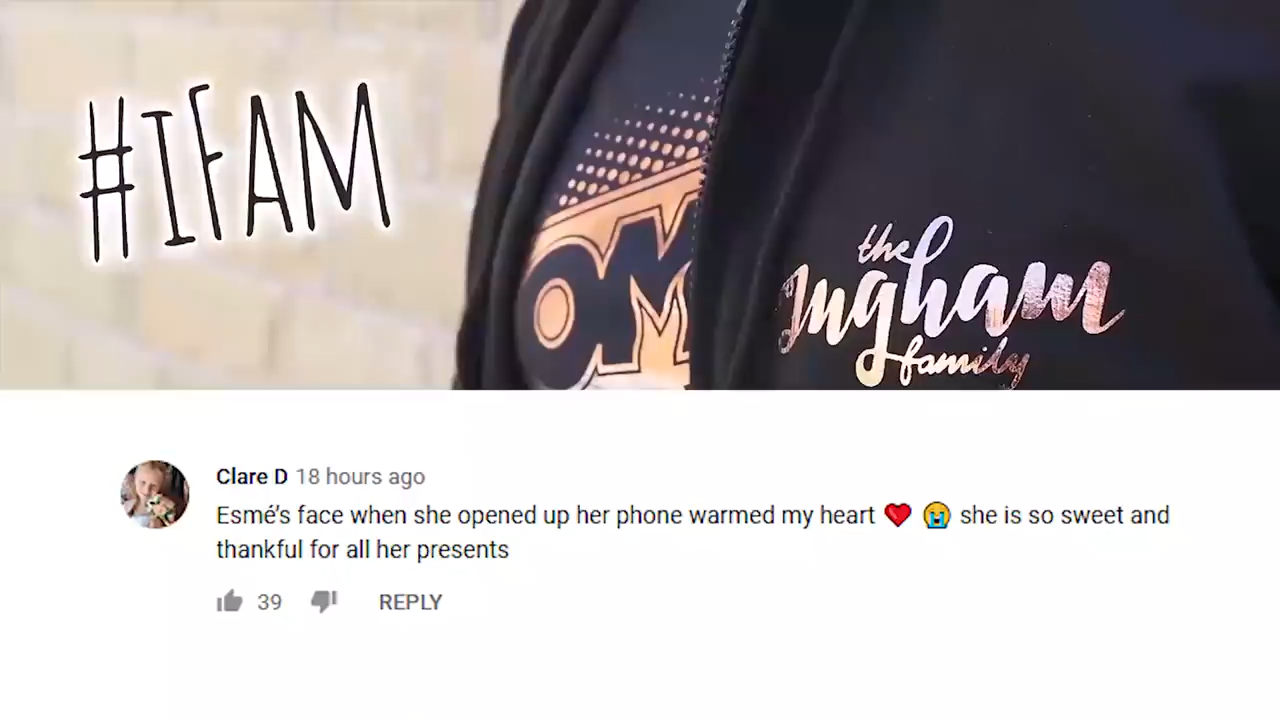 #IFAM
OM
the
Ingham
family
Clare D 18 hours ago
Esmé's face when she opened up her phone warmed my heart ❤️ 😭 she is so sweet and
thankful for all her presents
39 REPLY